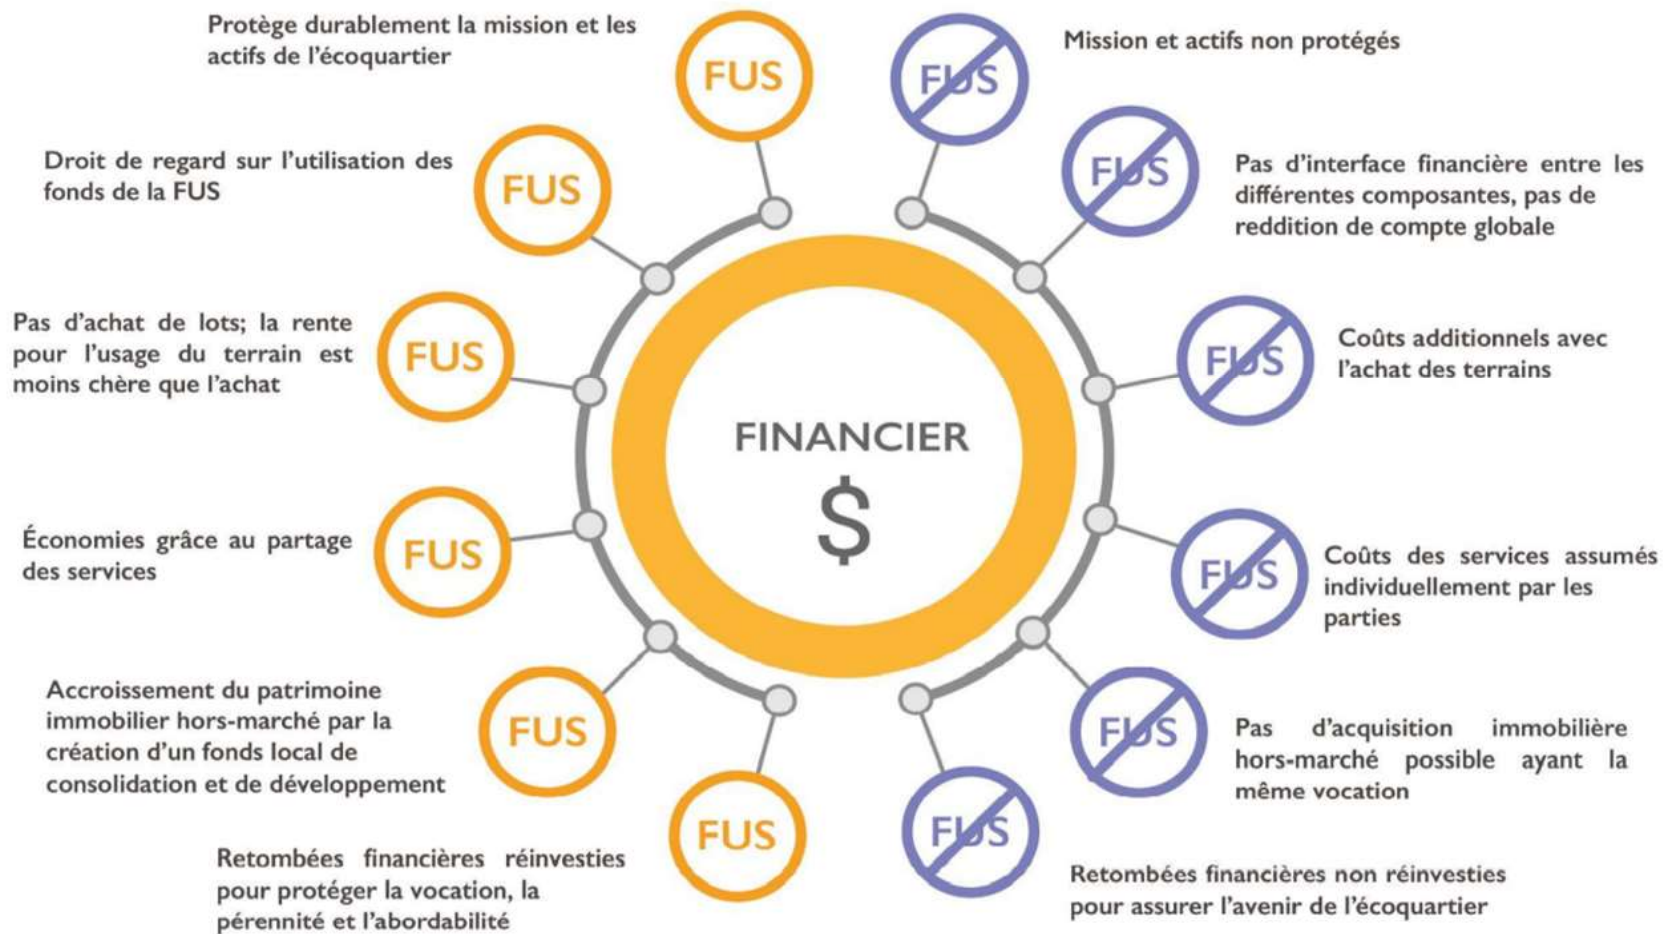 Protège durablement la mission et les
actifs de l'écoquartier
FUS
Droit de regard sur l'utilisation des
fonds de la FUS
FUS
Pas d'achat de lots; la rente
pour l'usage du terrain est
moins chère que l'achat
FUS
Économies grâce au partage
des services
FUS
Accroissement du patrimoine
immobilier hors-marché par la
création d'un fonds local de
consolidation et de développement
FUS
Retombées financières réinvesties
pour protéger la vocation, la
pérennité et l'abordabilité
FUS
FINANCIER
$
FUS
Mission et actifs non protégés
FUS
Pas d'interface financière entre les
différentes composantes, pas de
reddition de compte globale
FUS
Coûts additionnels avec
l'achat des terrains
FUS
Coûts des services assumés
individuellement par les
parties
FUS
Pas d'acquisition immobilière
hors-marché possible ayant la
même vocation
FUS
Retombées financières non réinvesties
pour assurer l'avenir de l'écoquartier